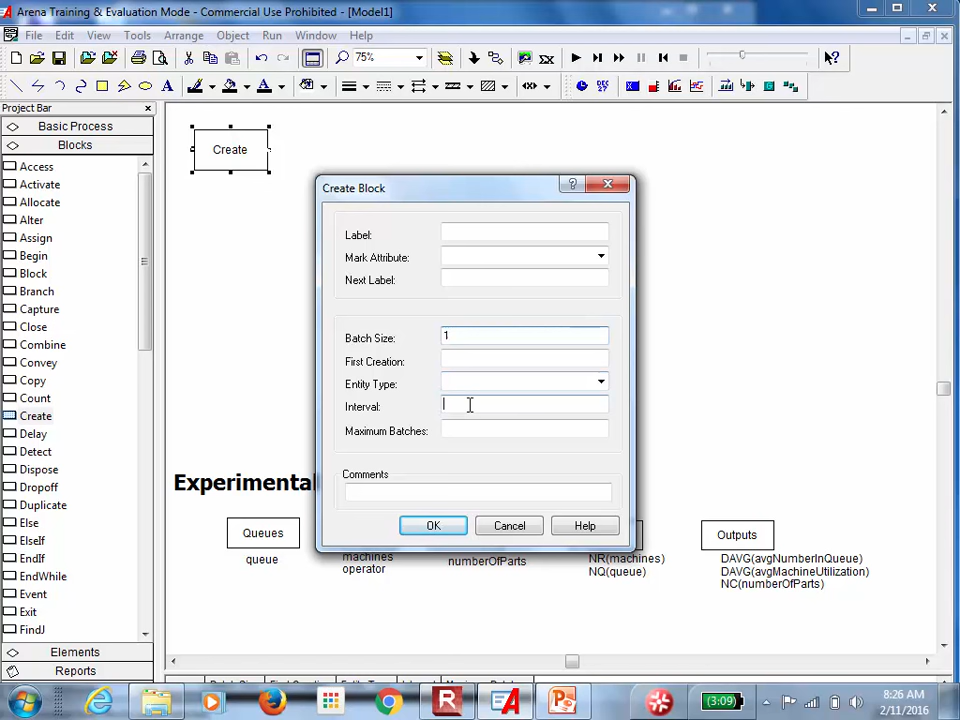 Arena Training & Evaluation Mode - Commercial Use Prohibited - [Model1]
File Edit View Tools Arrange Object Run Window Help
75%
Project Bar
Basic Process
Blocks
Access
Activate
Allocate
Alter
Assign
Begin
Block
Branch
Capture
Close
Combine
Convey
Copy
Count
Create
Delay
Detect
Dispose
Dropoff
Duplicate
Else
ElseIf
EndIf
EndWhile
Event
Exit
FindJ
Elements
Reports
Create
Create Block
Label:
Mark Attribute:
Next Label:
Batch Size: 1
First Creation:
Entity Type:
Interval:
Maximum Batches:
Comments
OK Cancel Help
Experimental
Queues
queue
machines
operator
numberOfParts
NR(machines)
NQ(queue)
Outputs
DAVG(avgNumberInQueue)
DAVG(avgMachineUtilization)
NC(numberOfParts)
(3:09)
8:26 AM
2/11/2016